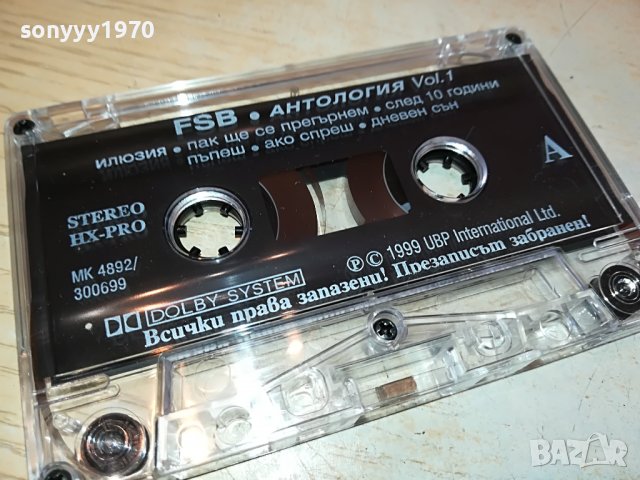 sonyyy1970
FSB • АНТОЛОГИЯ Vol.1
ИЛЮЗИЯ • ПАК ЩЕ СЕ ПРЕГЪРНЕМ • СЛЕД 10 ГОДИНИ
ПЪПЕШ • АКО СПРЕШ • ДНЕВЕН СЪН
A
STEREO
HX-PRO
MK 4892/
300699
℗ © 1999 UBP International Ltd.
DOLBY SYSTEM
Всички права запазени! Презаписът забранен!
BAZAR
bg